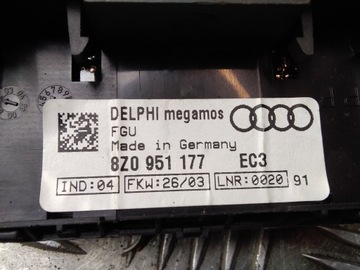 DELPHI megamos
FGU
Made in Germany
8Z0 951 177 EC3
IND:04 FKW:26/03 LNR:0020 91